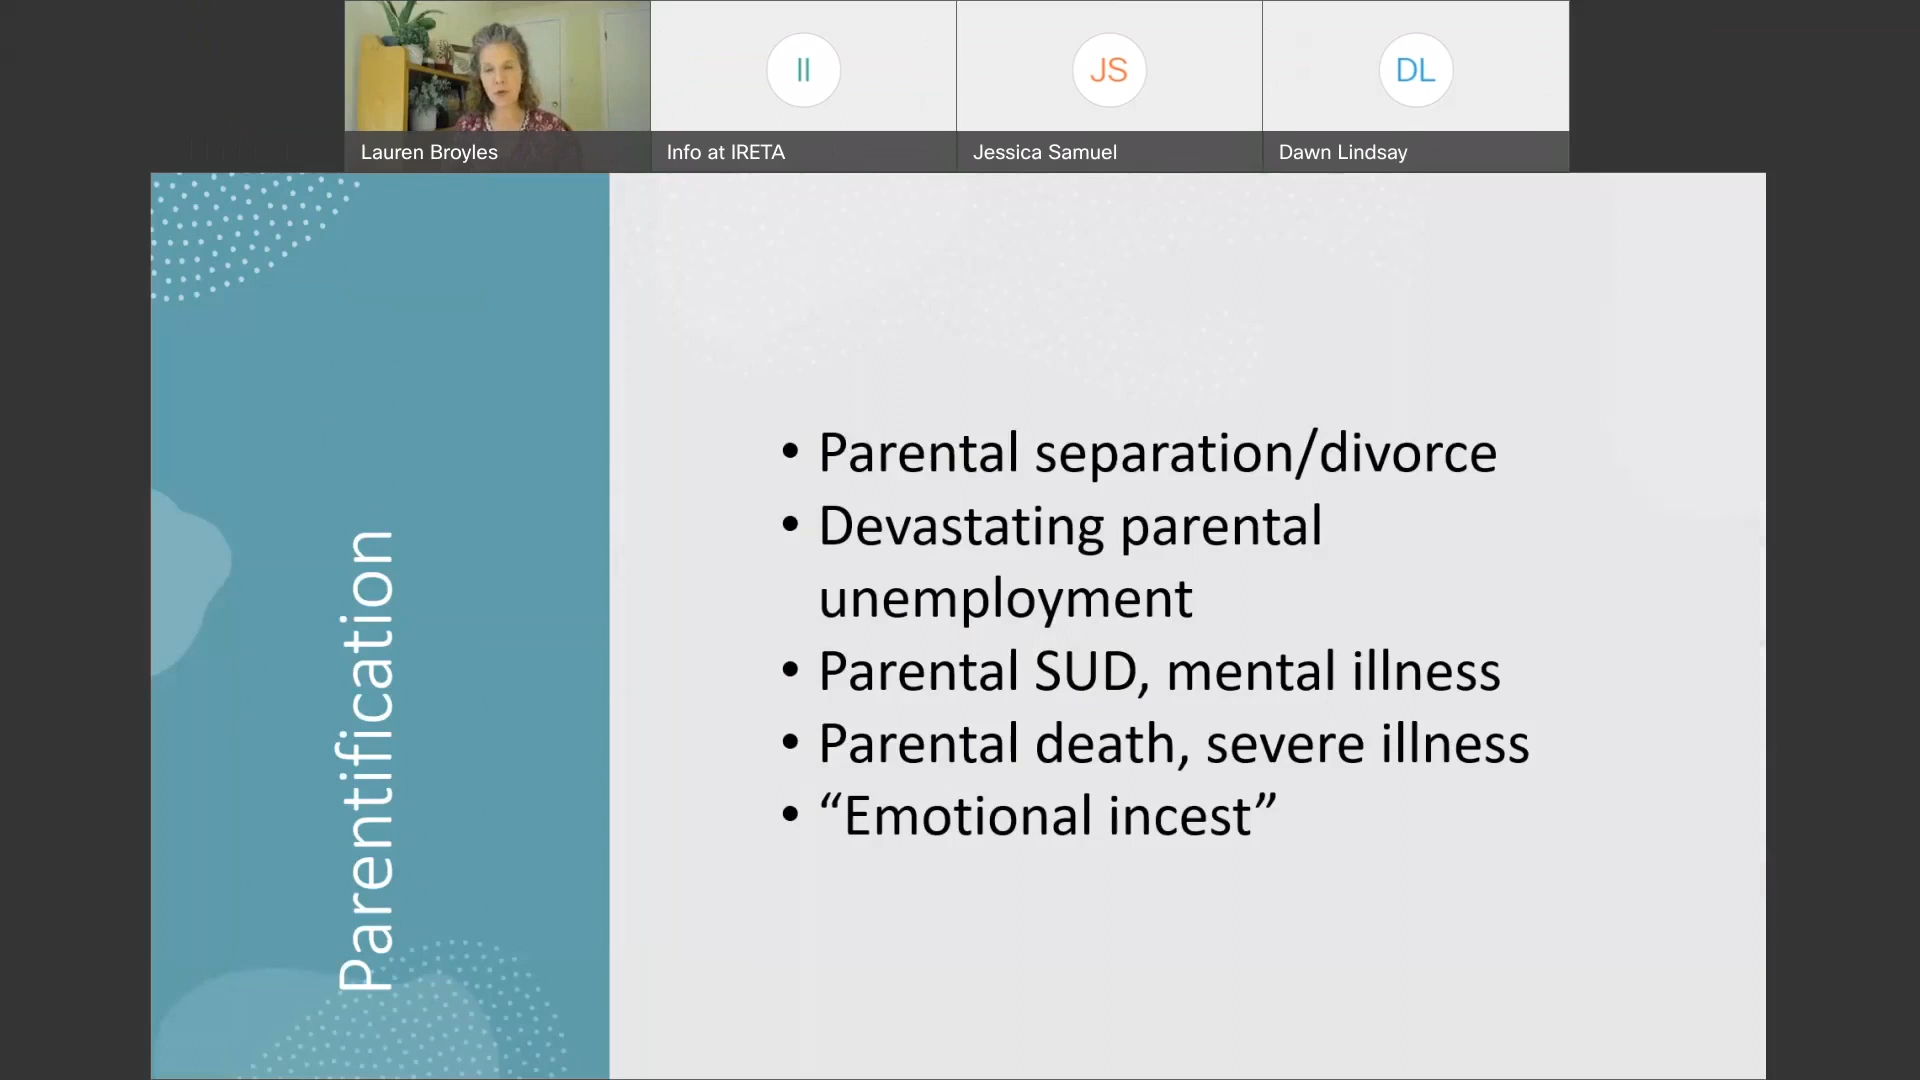 II
JS
DL
Lauren Broyles
Info at IRETA
Jessica Samuel
Dawn Lindsay
Parentification
• Parental separation/divorce
• Devastating parental
unemployment
• Parental SUD, mental illness
• Parental death, severe illness
• “Emotional incest”